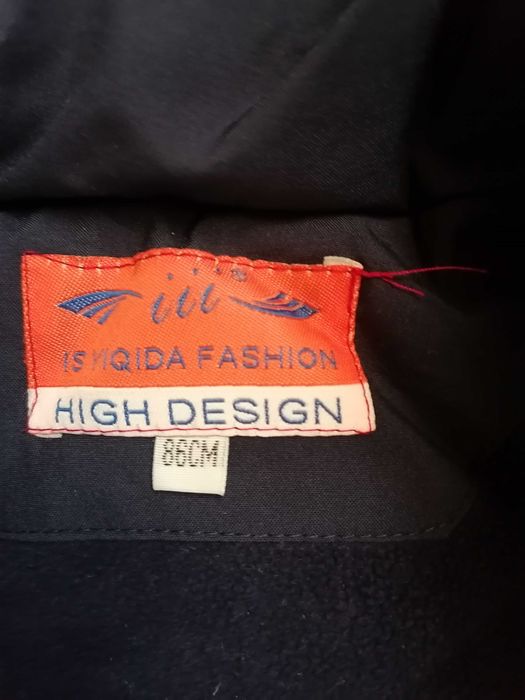 iii
IS YIQIDA FASHION
HIGH DESIGN
86CM